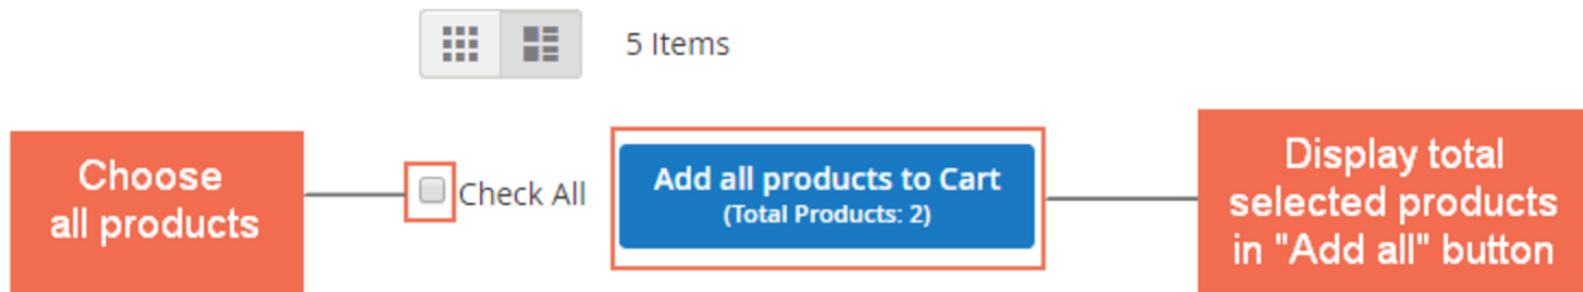 5 Items
Choose
all products
Check All
Add all products to Cart
(Total Products: 2)
Display total
selected products
in "Add all" button